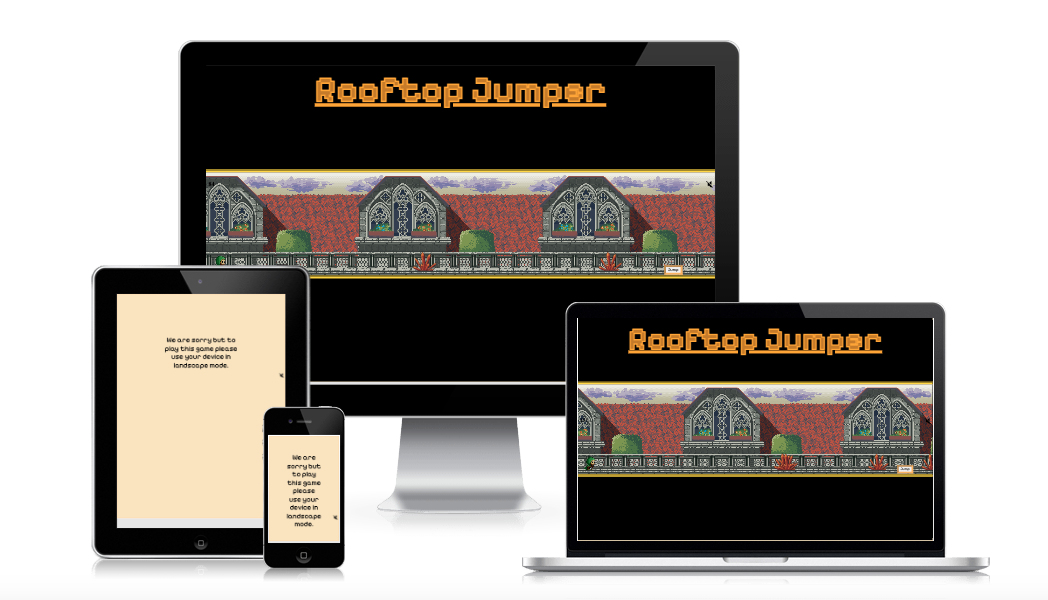 Rooftop Jumper
Jump
We are sorry but to
play this game please
use your device in
landscape mode.
We are
sorry but
to play
this game
please
use your
device in
landscape
mode.
Rooftop Jumper
Jump